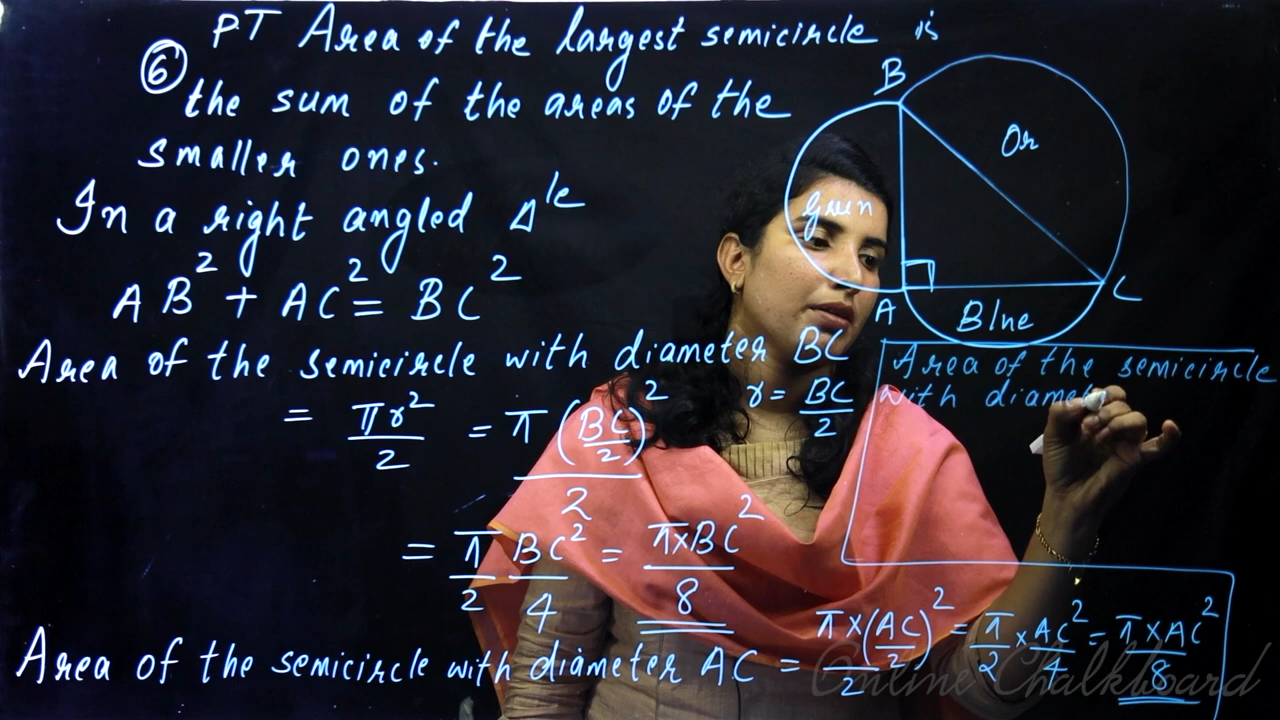 PT Area of the largest semicircle is
⑥ the sum of the areas of the
smaller ones.
In a right angled Δle
AB² + AC² = BC²
Area of the semicircle with diameter BC
= πr²/2 = π(BC/2)²/2 r = BC/2
= π/2 BC²/4 = π×BC²/8
Area of the semicircle with diameter AC = π×(AC/2)²/2 = π/2 × AC²/4 = π×AC²/8
B
Or
Green
A
Blue
C
Area of the semicircle
with diameter
Online Chalkboard